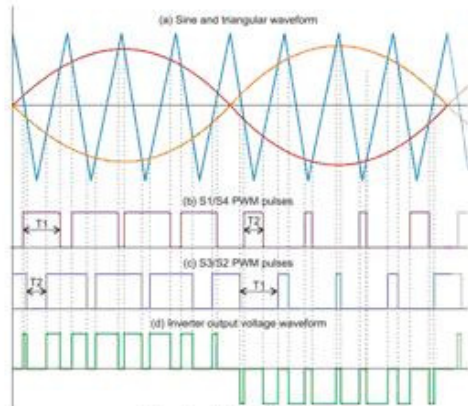 (a) Sine and triangular waveform
(b) S1/S4 PWM pulses
T1
T2
(c) S3/S2 PWM pulses
T2
T1
(d) Inverter output voltage waveform